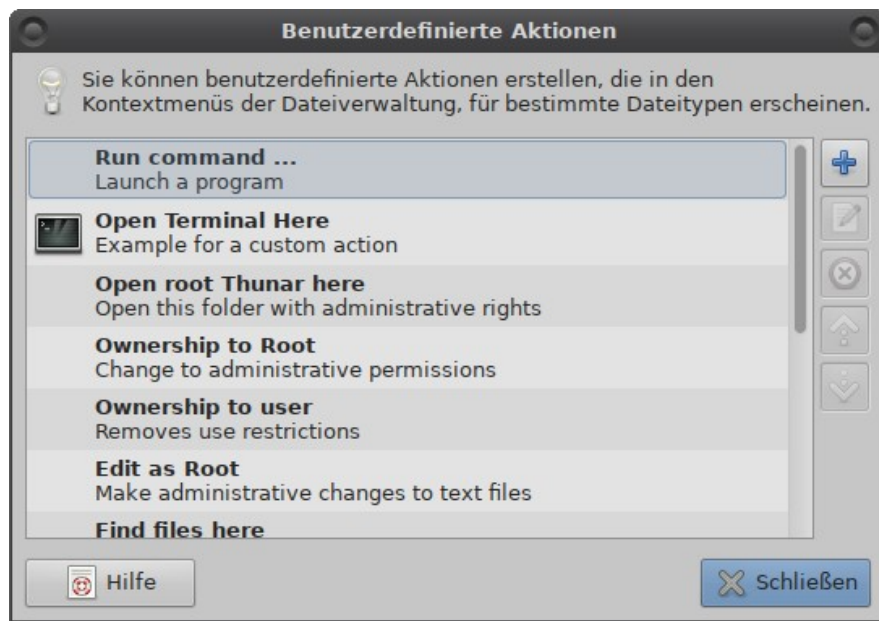 Benutzerdefinierte Aktionen
Sie können benutzerdefinierte Aktionen erstellen, die in den
Kontextmenüs der Dateiverwaltung, für bestimmte Dateitypen erscheinen.
Run command ...
Launch a program
Open Terminal Here
Example for a custom action
Open root Thunar here
Open this folder with administrative rights
Ownership to Root
Change to administrative permissions
Ownership to user
Removes use restrictions
Edit as Root
Make administrative changes to text files
Find files here
Hilfe
Schließen